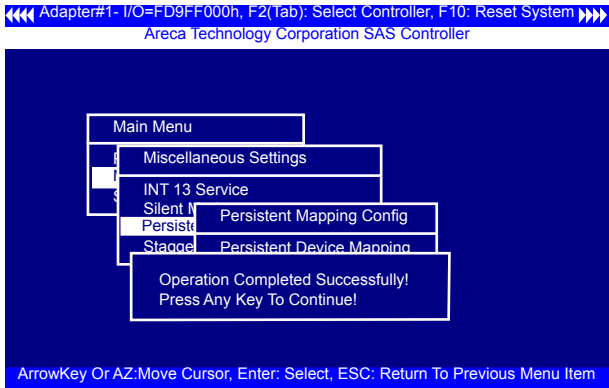 Adapter#1- I/O=FD9FF000h, F2(Tab): Select Controller, F10: Reset System
Areca Technology Corporation SAS Controller
Main Menu
Miscellaneous Settings
INT 13 Service
Silent
Persistent Mapping Config
Persistent Device Mapping
Operation Completed Successfully!
Press Any Key To Continue!
ArrowKey Or AZ:Move Cursor, Enter: Select, ESC: Return To Previous Menu Item